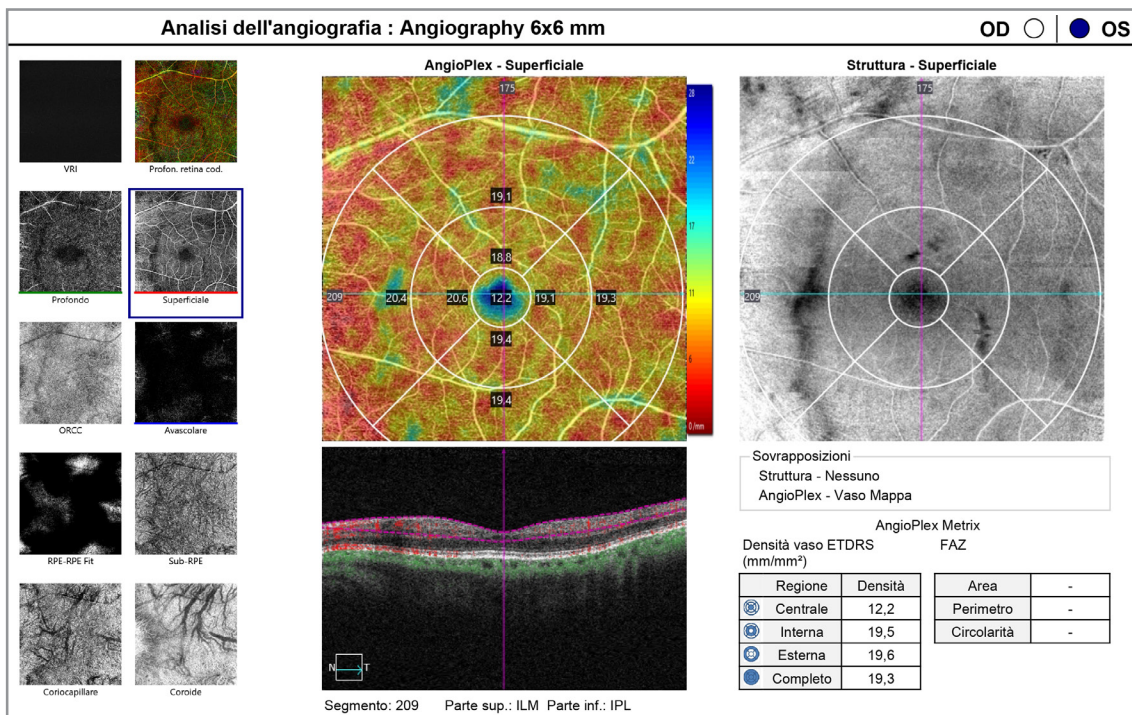 Analisi dell'angiografia : Angiography 6x6 mm
OD OS
VRI
Profon. retina cod.
Profondo
Superficiale
ORCC
Avascolare
RPE-RPE Fit
Sub-RPE
Coriocapillare
Coroide
AngioPlex - Superficiale
175
19,1
18,8
209 20,4 20,6 12,2 19,1 19,3
19,4
19,4
28
22
17
11
6
0/mm
N T
Segmento: 209 Parte sup.: ILM Parte inf.: IPL
Struttura - Superficiale
175
209
Sovrapposizioni
Struttura - Nessuno
AngioPlex - Vaso Mappa
AngioPlex Metrix
Densità vaso ETDRS
(mm/mm²)
Regione Densità
Centrale 12,2
Interna 19,5
Esterna 19,6
Completo 19,3
FAZ
Area -
Perimetro -
Circolarità -